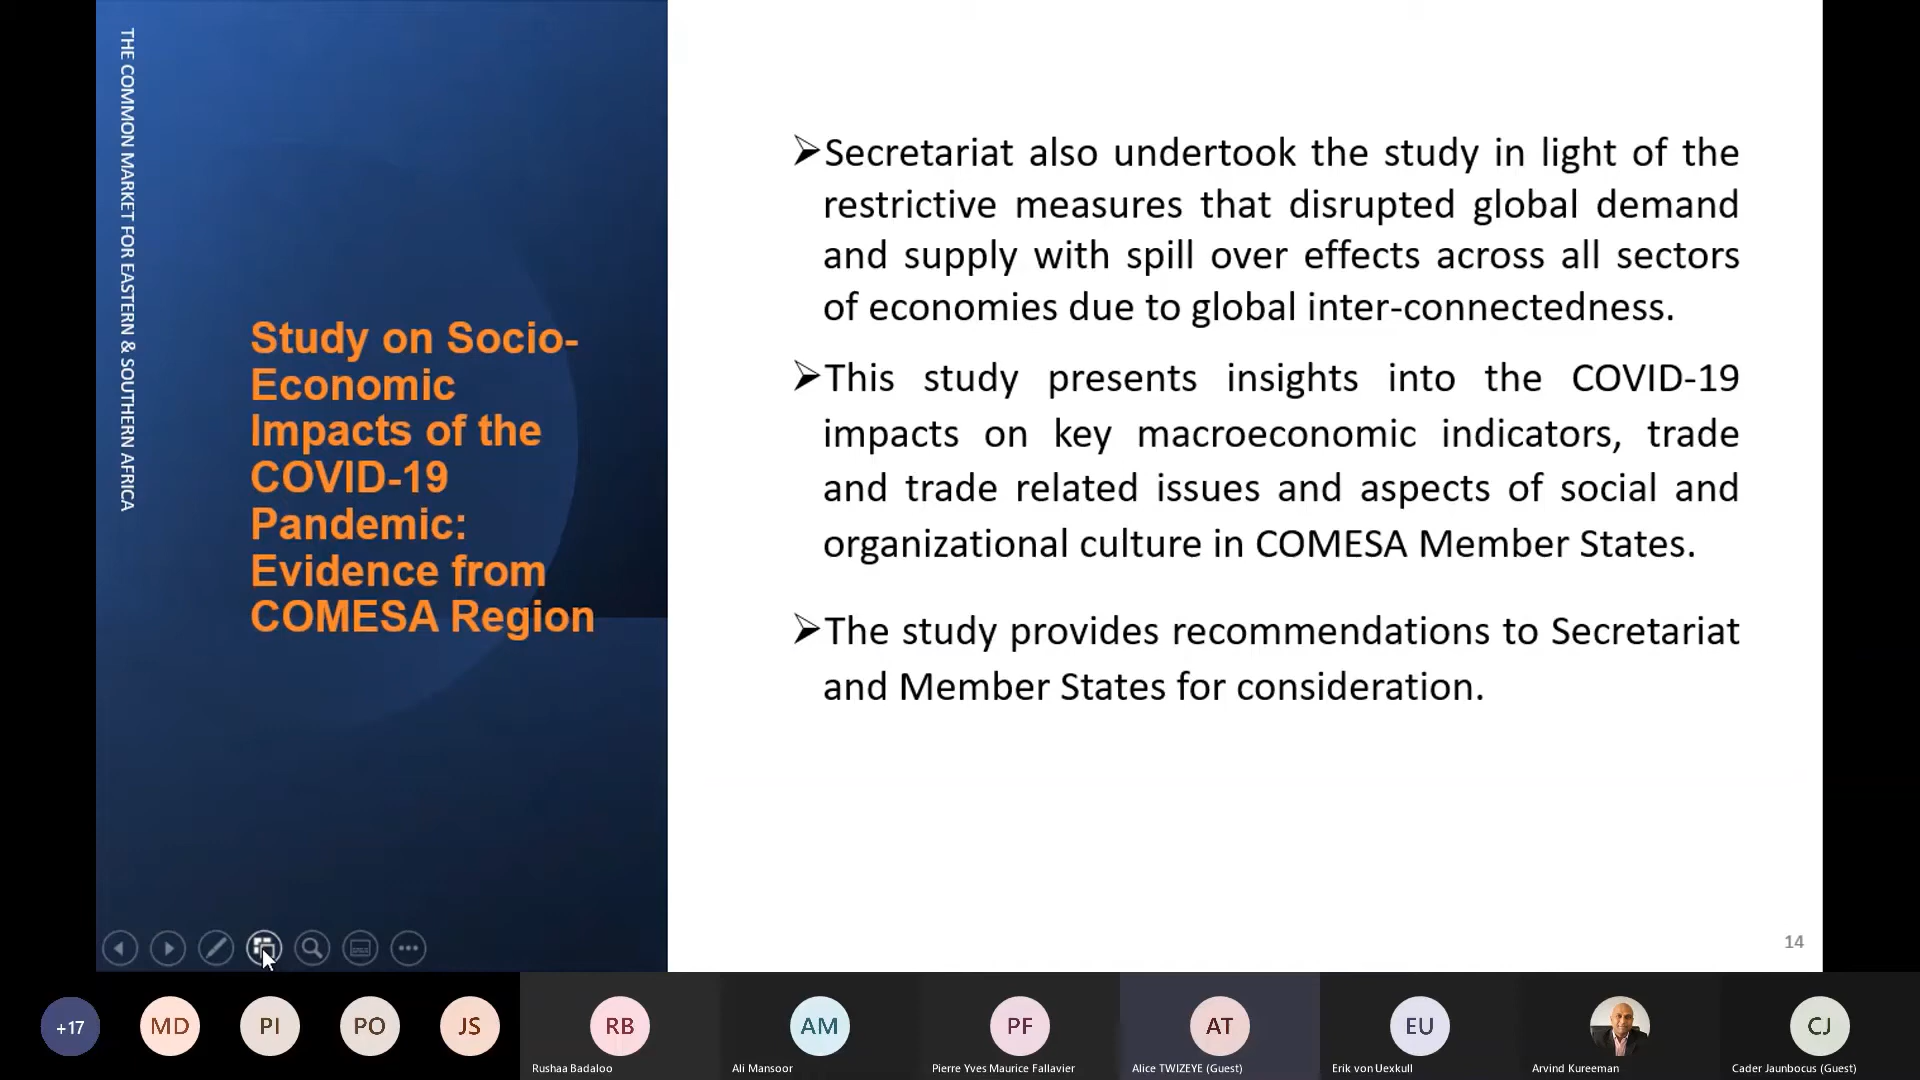 THE COMMON MARKET FOR EASTERN & SOUTHERN AFRICA
Study on Socio-
Economic
Impacts of the
COVID-19
Pandemic:
Evidence from
COMESA Region
➢Secretariat also undertook the study in light of the
restrictive measures that disrupted global demand
and supply with spill over effects across all sectors
of economies due to global inter-connectedness.
➢This study presents insights into the COVID-19
impacts on key macroeconomic indicators, trade
and trade related issues and aspects of social and
organizational culture in COMESA Member States.
➢The study provides recommendations to Secretariat
and Member States for consideration.
14
+17
MD
PI
PO
JS
RB
AM
PF
AT
EU
CJ
Rushaa Badaloo
Ali Mansoor
Pierre Yves Maurice Fallavier
Alice TWIZEYE (Guest)
Erik von Uexkull
Arvind Kureeman
Cader Jaunbocus (Guest)